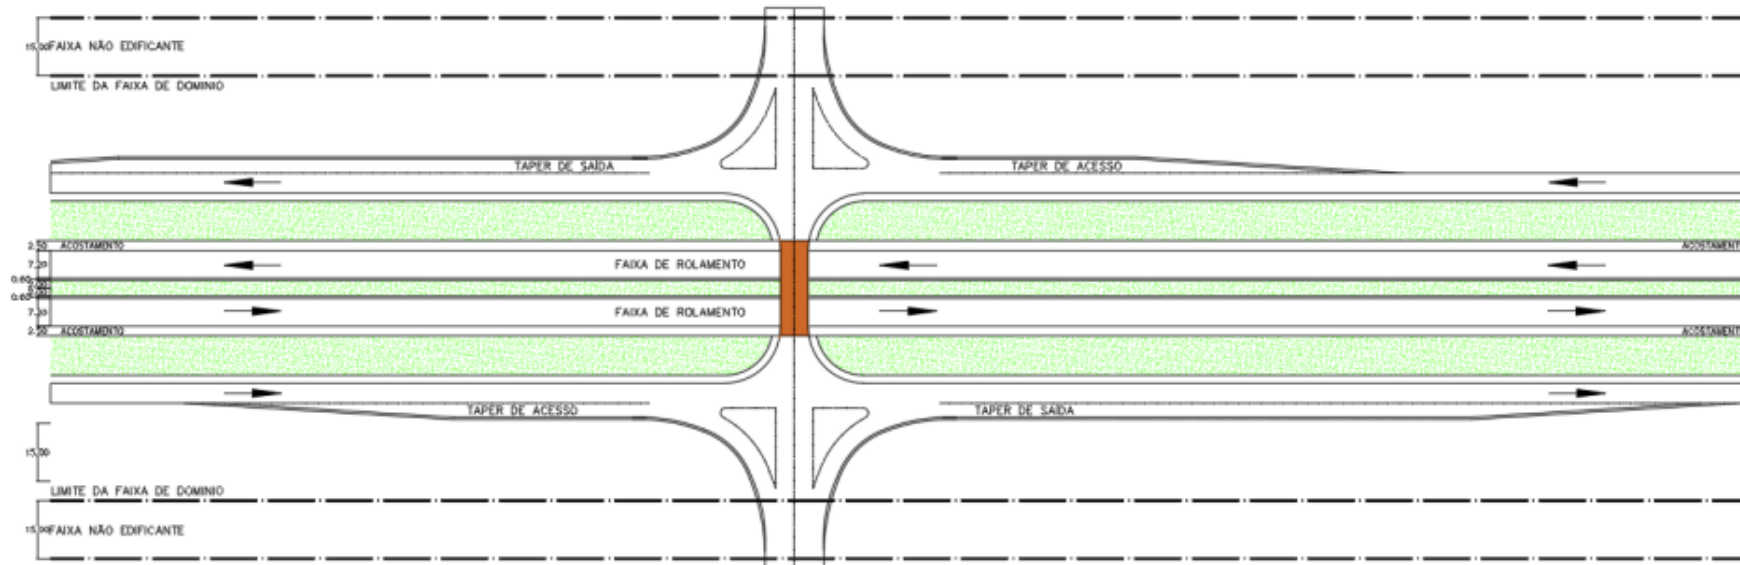 15,00
FAIXA NÃO EDIFICANTE
LIMITE DA FAIXA DE DOMINIO
TAPER DE SAÍDA
TAPER DE ACESSO
2.50
ACOSTAMENTO
ACOSTAMENT
7.20
FAIXA DE ROLAMENTO
0.60
0.60
7.20
FAIXA DE ROLAMENTO
2.50
ACOSTAMENTO
ACOSTAMENT
TAPER DE ACESSO
TAPER DE SAÍDA
15,00
LIMITE DA FAIXA DE DOMINIO
15,00
FAIXA NÃO EDIFICANTE